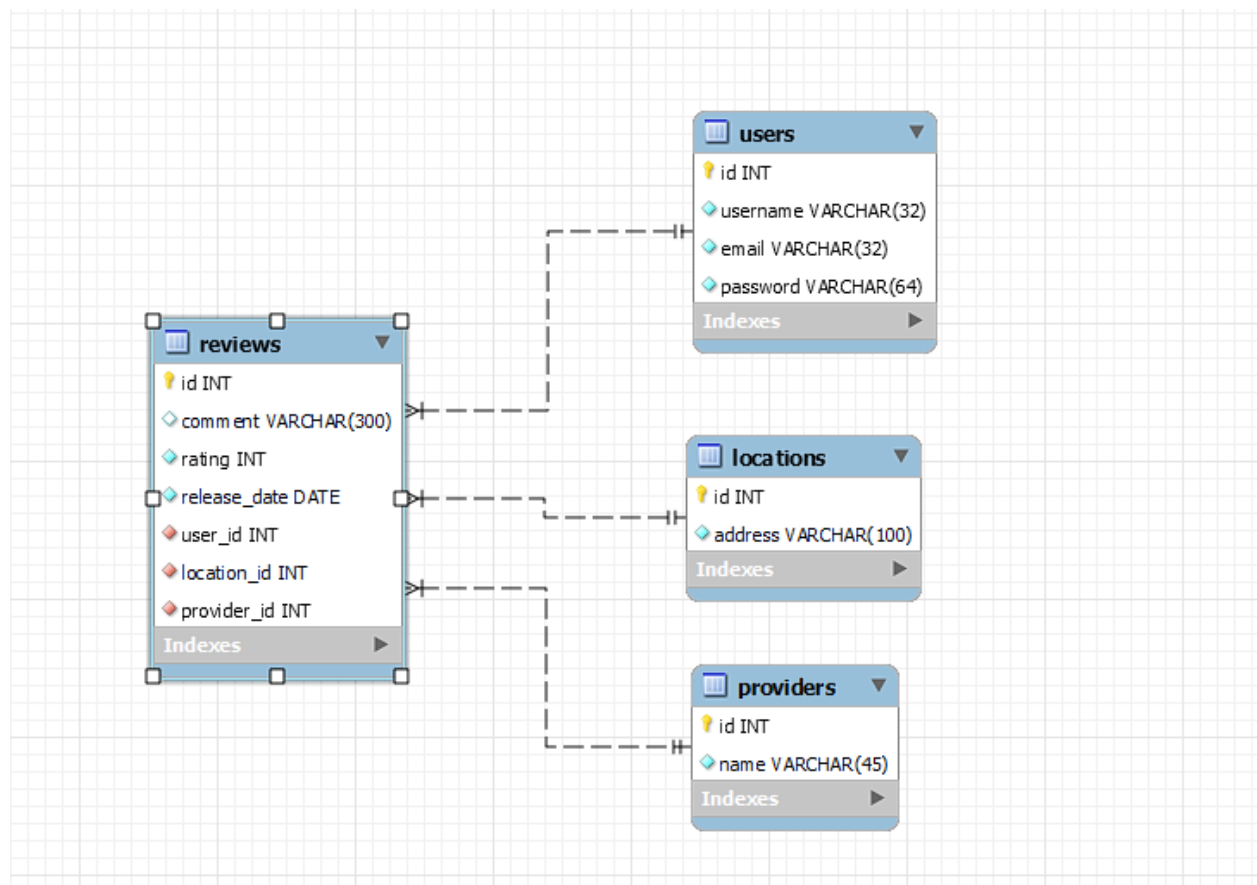 users
id INT
username VARCHAR(32)
email VARCHAR(32)
password VARCHAR(64)
Indexes
reviews
id INT
comment VARCHAR(300)
rating INT
release_date DATE
user_id INT
location_id INT
provider_id INT
Indexes
locations
id INT
address VARCHAR(100)
Indexes
providers
id INT
name VARCHAR(45)
Indexes